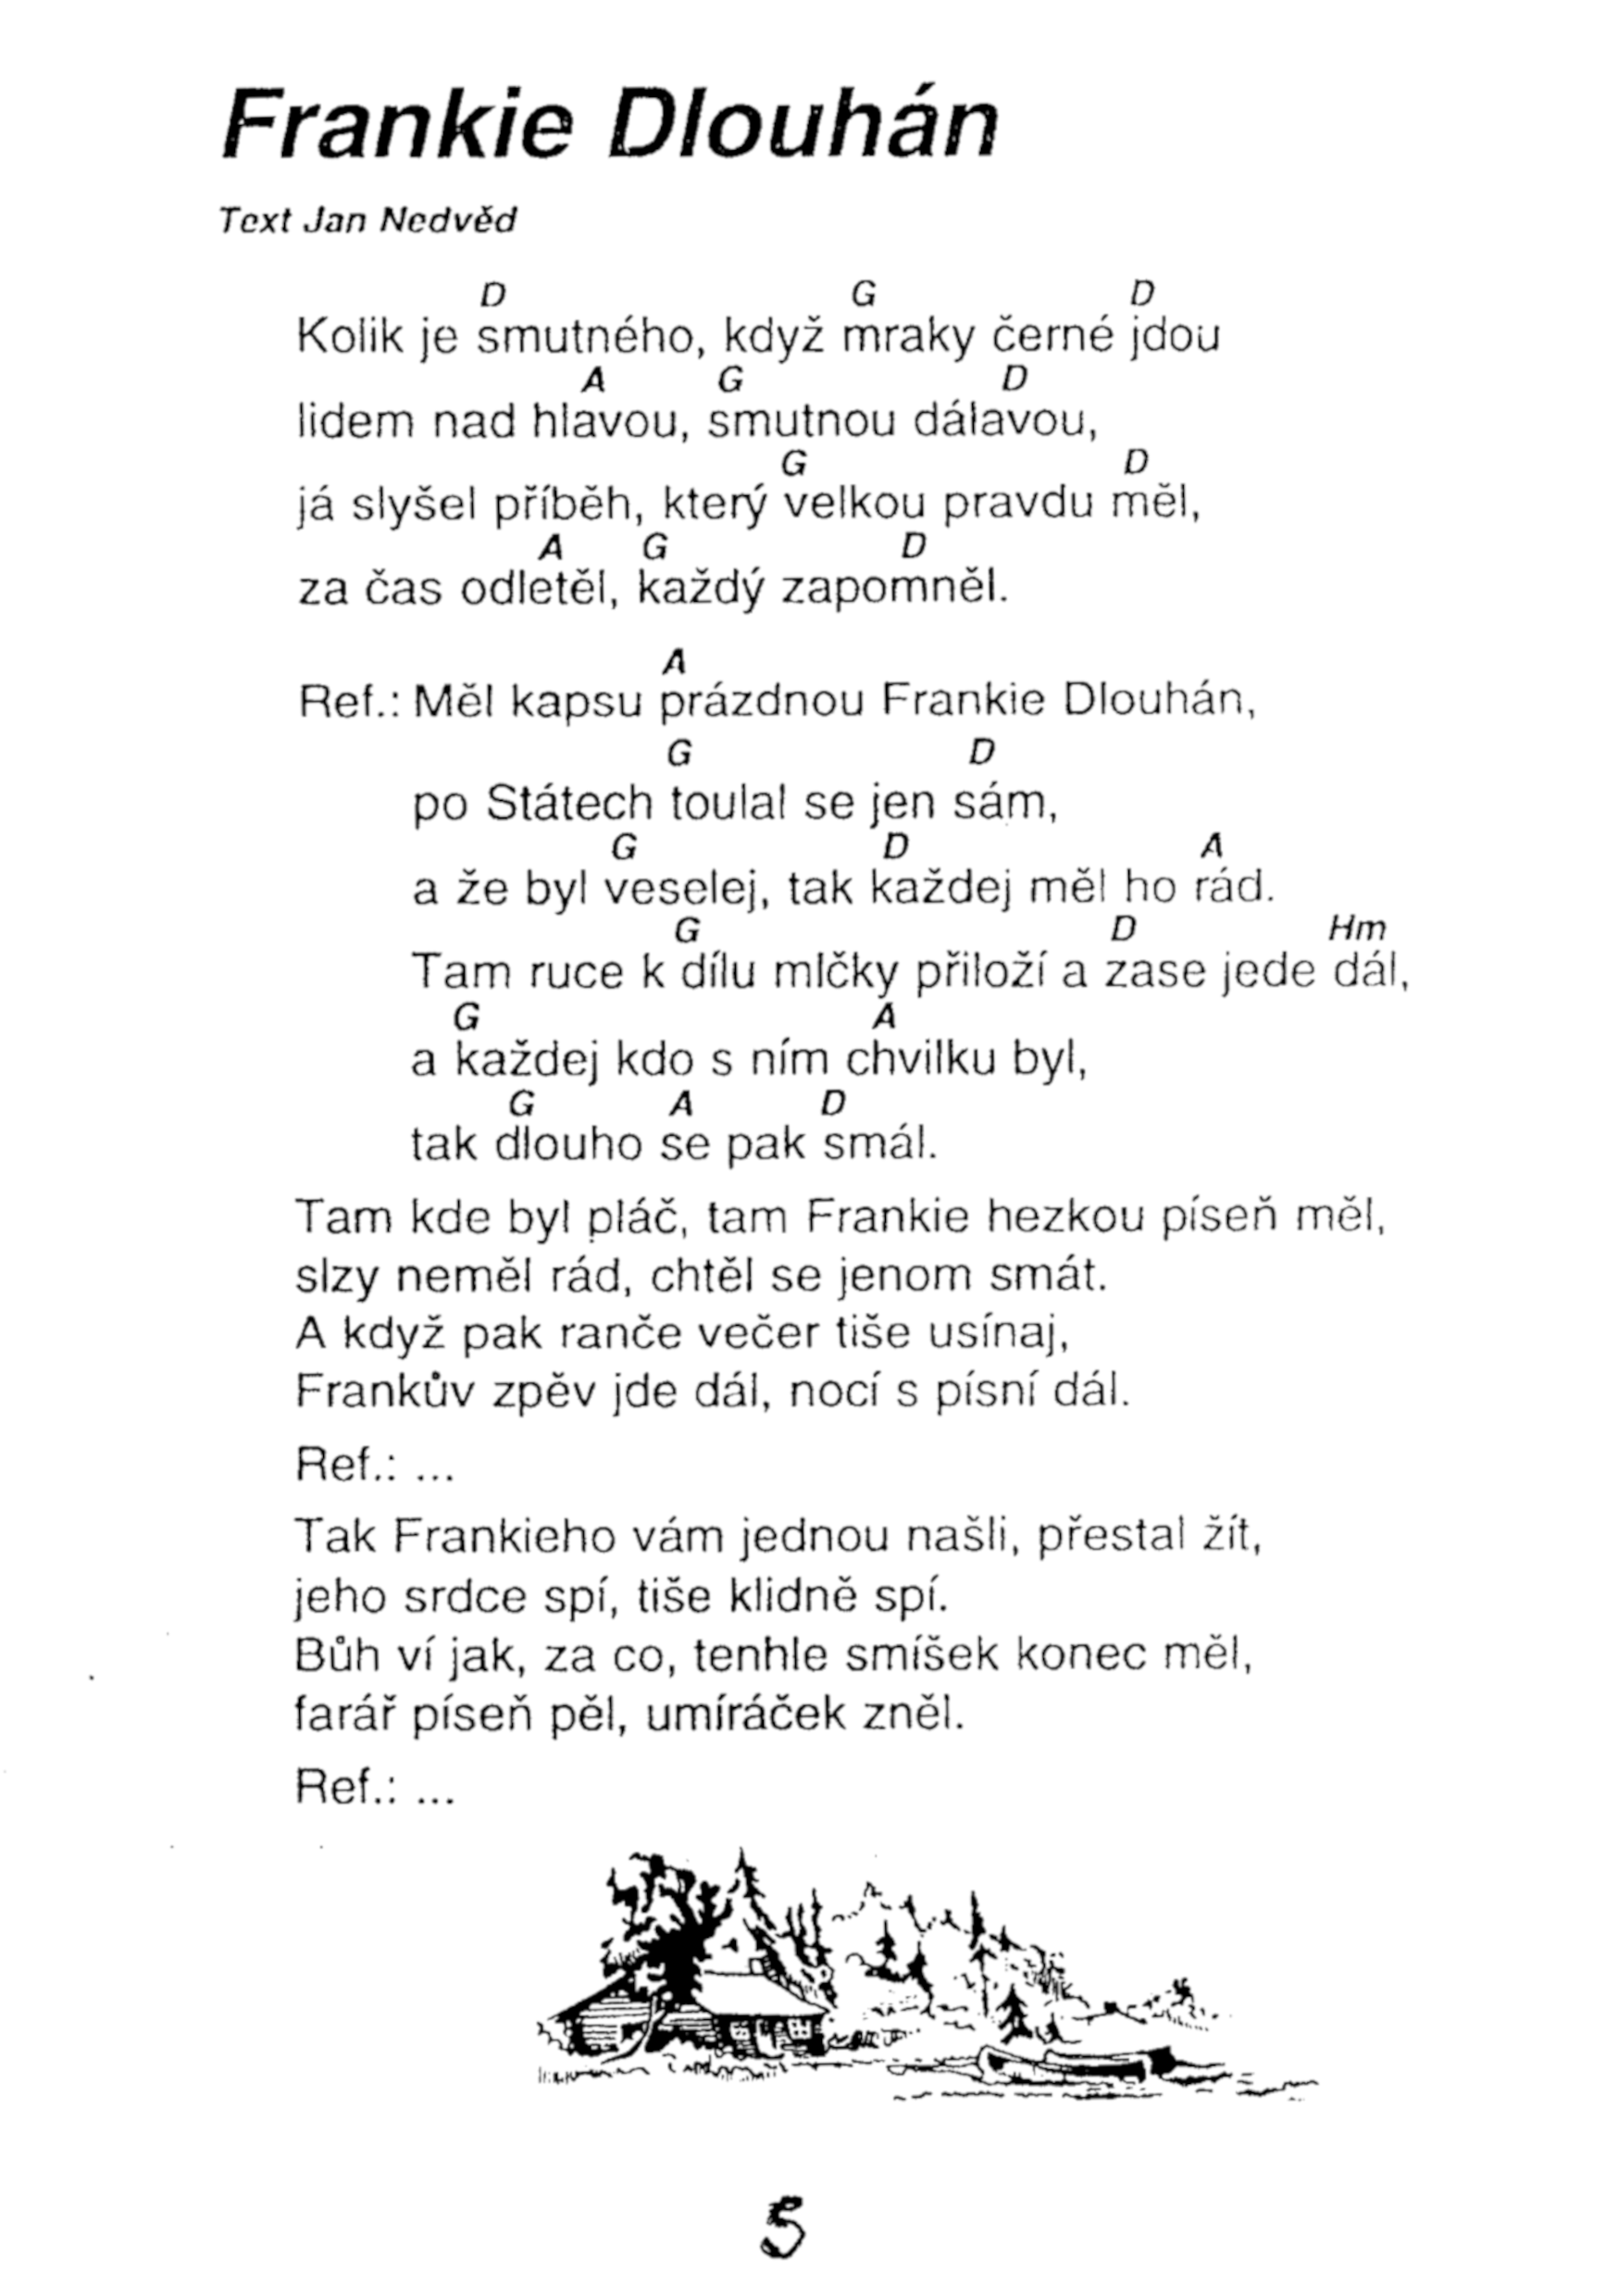 Frankie Dlouhán
Text Jan Nedvěd
D G D
Kolik je smutného, když mraky černé jdou
A G D
lidem nad hlavou, smutnou dálavou,
G D
já slyšel příběh, který velkou pravdu měl,
A G D
za čas odletěl, každý zapomněl.
A
Ref.: Měl kapsu prázdnou Frankie Dlouhán,
G D
po Státech toulal se jen sám,
G D A
a že byl veselej, tak každej měl ho rád.
G D Hm
Tam ruce k dílu mlčky přiloží a zase jede dál,
G A
a každej kdo s ním chvilku byl,
G A D
tak dlouho se pak smál.
Tam kde byl pláč, tam Frankie hezkou píseň měl,
slzy neměl rád, chtěl se jenom smát.
A když pak ranče večer tiše usínaj,
Frankův zpěv jde dál, nocí s písní dál.
Ref.: ...
Tak Frankieho vám jednou našli, přestal žít,
jeho srdce spí, tiše klidně spí.
Bůh ví jak, za co, tenhle smíšek konec měl,
farář píseň pěl, umíráček zněl.
Ref.: ...
5